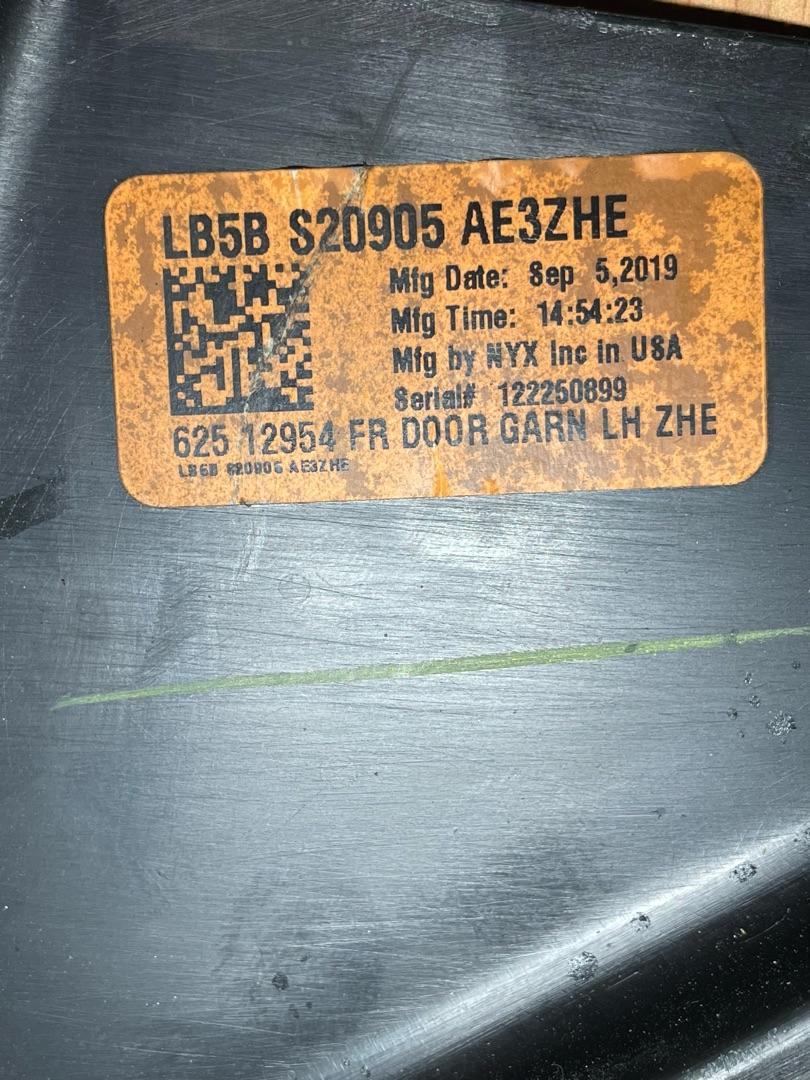 LB5B S20905 AE3ZHE
Mfg Date: Sep 5,2019
Mfg Time: 14:54:23
Mfg by NYX Inc in USA
Serial# 122250899
625 12954 FR DOOR GARN LH ZHE
LB5B S20905 AE3ZHE